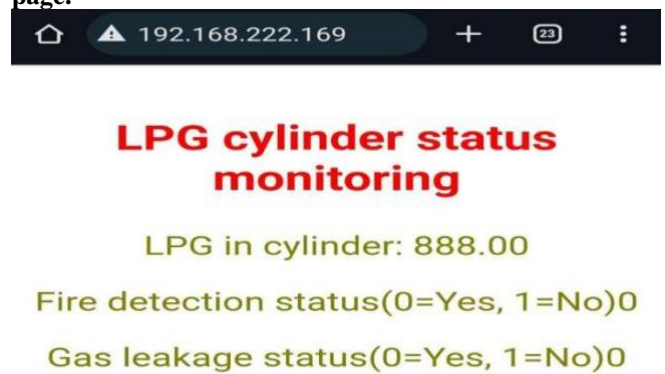 page.
192.168.222.169
23
LPG cylinder status
monitoring
LPG in cylinder: 888.00
Fire detection status(0=Yes, 1=No)0
Gas leakage status(0=Yes, 1=No)0